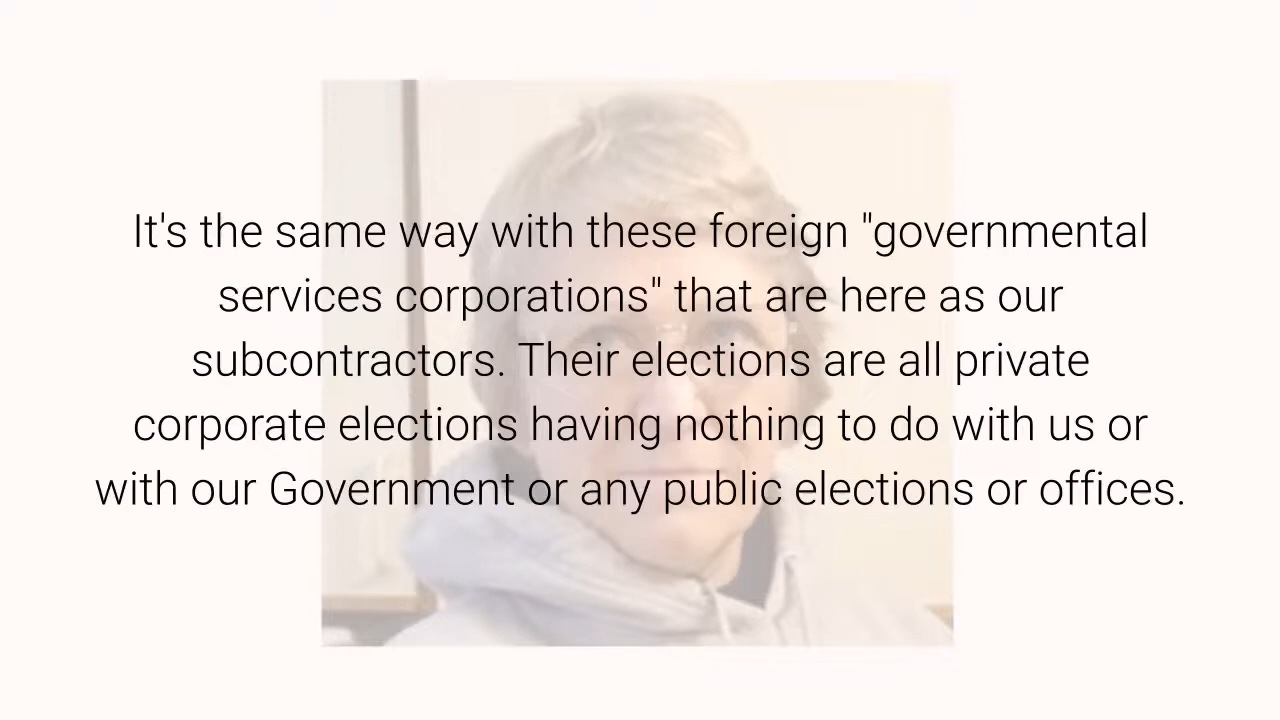 It's the same way with these foreign "governmental
services corporations" that are here as our
subcontractors. Their elections are all private
corporate elections having nothing to do with us or
with our Government or any public elections or offices.